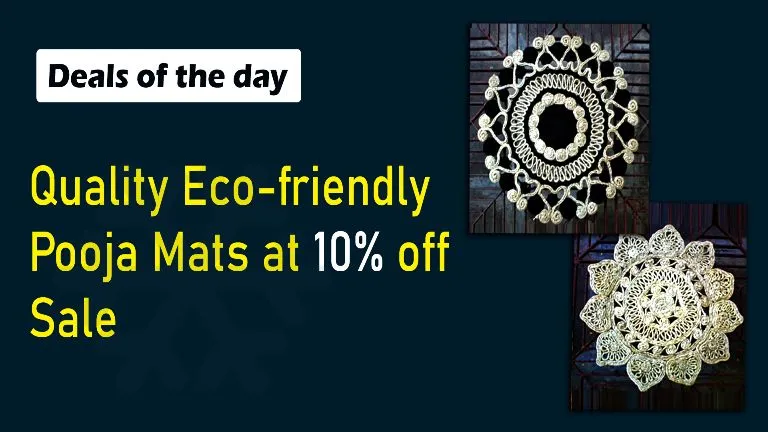 Deals of the day
Quality Eco-friendly
Pooja Mats at 10% off
Sale